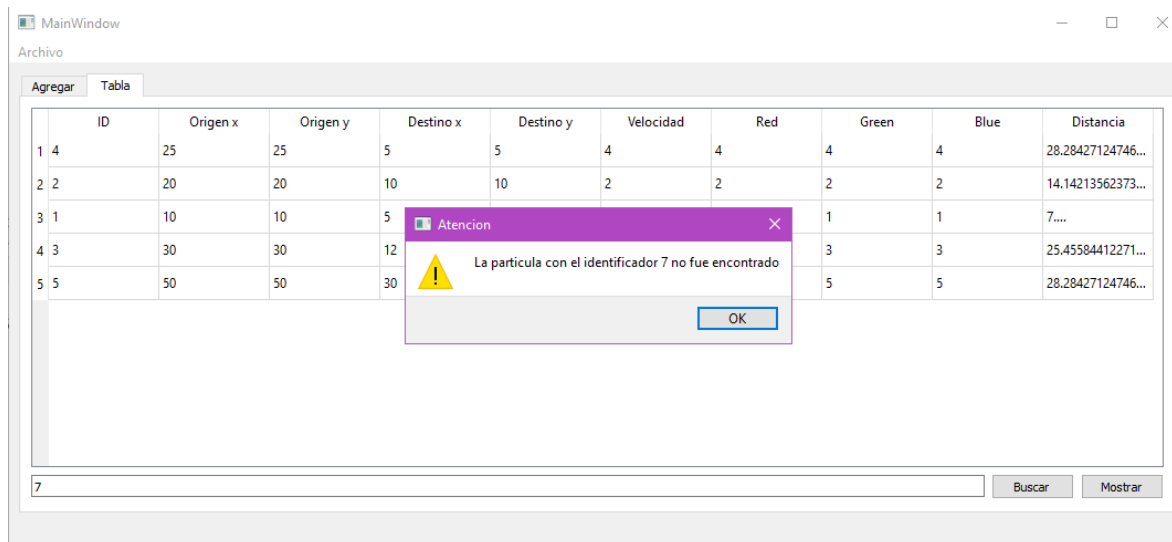 MainWindow
Archivo
Agregar Tabla
ID Origen x Origen y Destino x Destino y Velocidad Red Green Blue Distancia
1 4 25 25 5 5 4 4 4 4 28.28427124746...
2 2 20 20 10 10 2 2 2 2 14.14213562373...
3 1 10 10 5 1 1 7....
4 3 30 30 12 3 3 25.45584412271...
5 5 50 50 30 5 5 28.28427124746...
Atencion
La particula con el identificador 7 no fue encontrado
OK
7 Buscar Mostrar